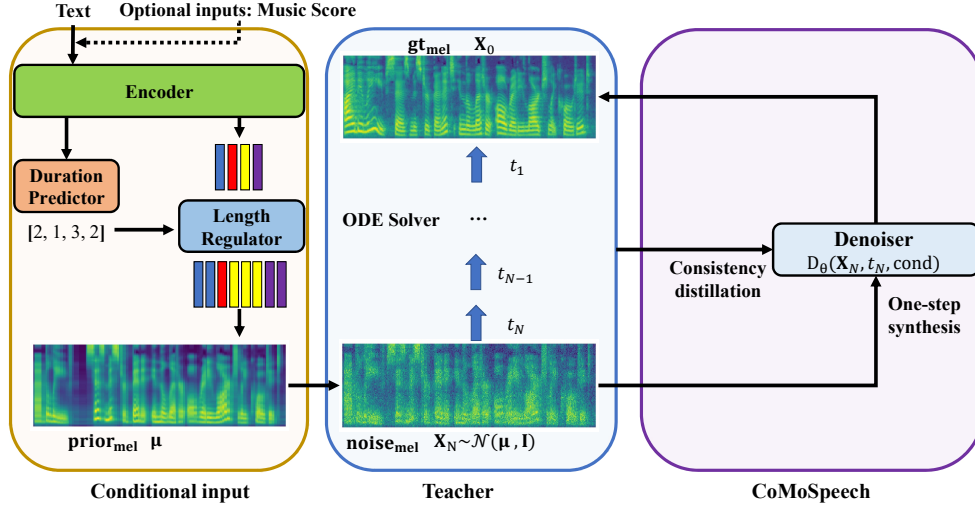 Text
Optional inputs: Music Score
Encoder
Duration
Predictor
[2, 1, 3, 2]
Length
Regulator
prior_mel μ
Conditional input
gt_mel X_0
t_1
ODE Solver
...
t_{N−1}
t_N
noise_mel X_N~𝒩(μ, I)
Teacher
Consistency
distillation
Denoiser
D_θ(X_N, t_N, cond)
One-step
synthesis
CoMoSpeech